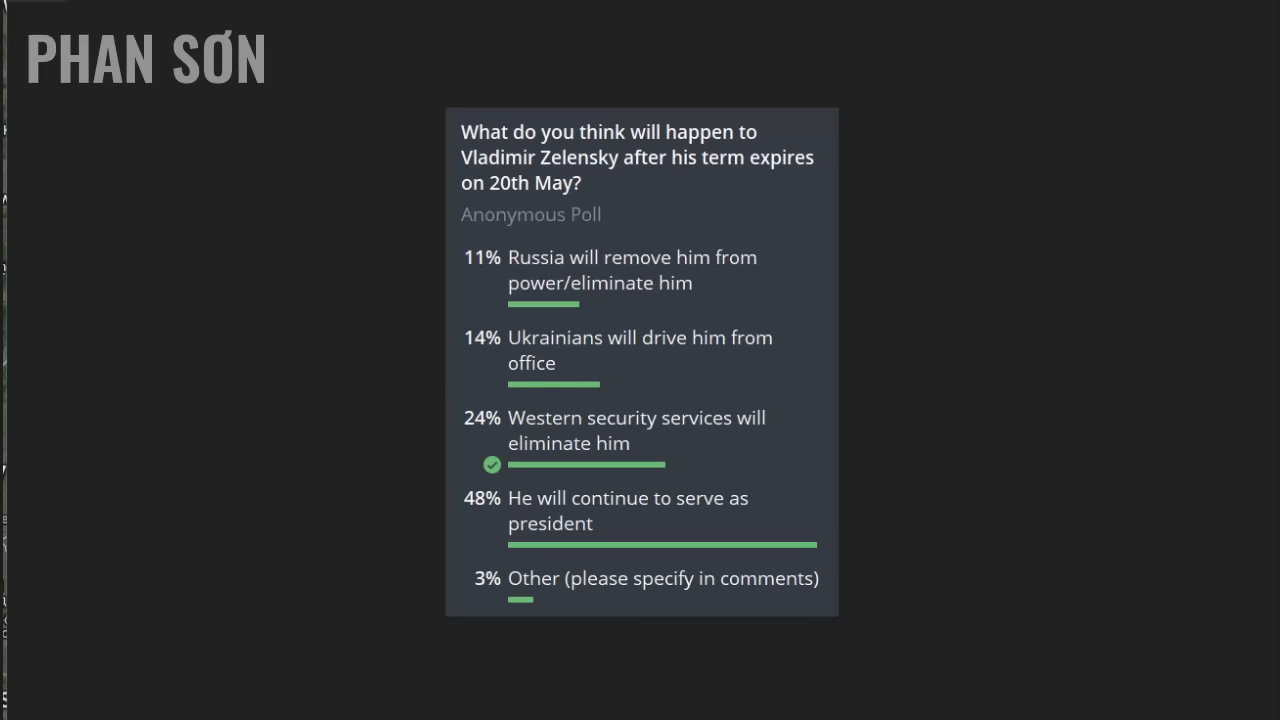 PHAN SƠN
What do you think will happen to
Vladimir Zelensky after his term expires
on 20th May?
Anonymous Poll
11% Russia will remove him from
power/eliminate him
14% Ukrainians will drive him from
office
24% Western security services will
eliminate him
48% He will continue to serve as
president
3% Other (please specify in comments)